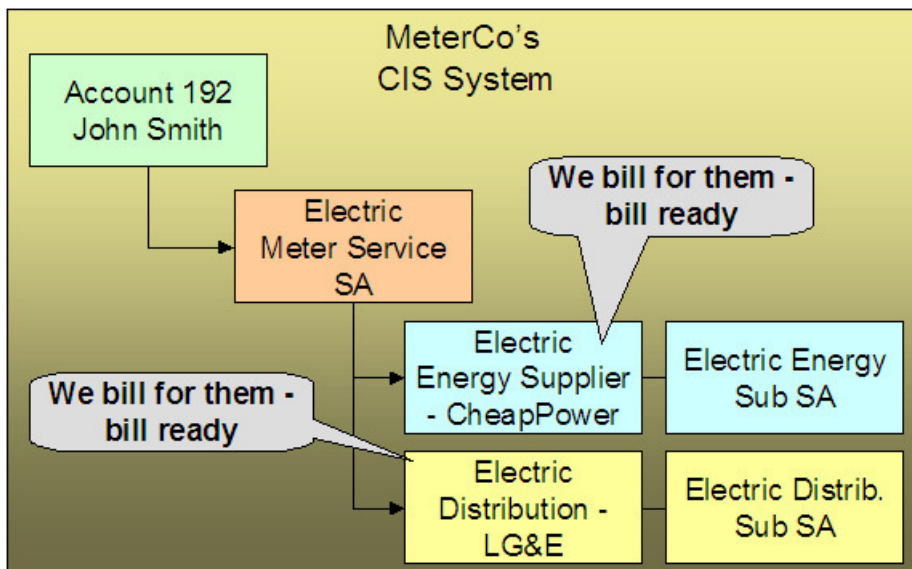 MeterCo's
CIS System
Account 192
John Smith
We bill for them -
bill ready
Electric
Meter Service
SA
Electric
Energy Supplier
- CheapPower
Electric Energy
Sub SA
We bill for them -
bill ready
Electric
Distribution -
LG&E
Electric Distrib.
Sub SA